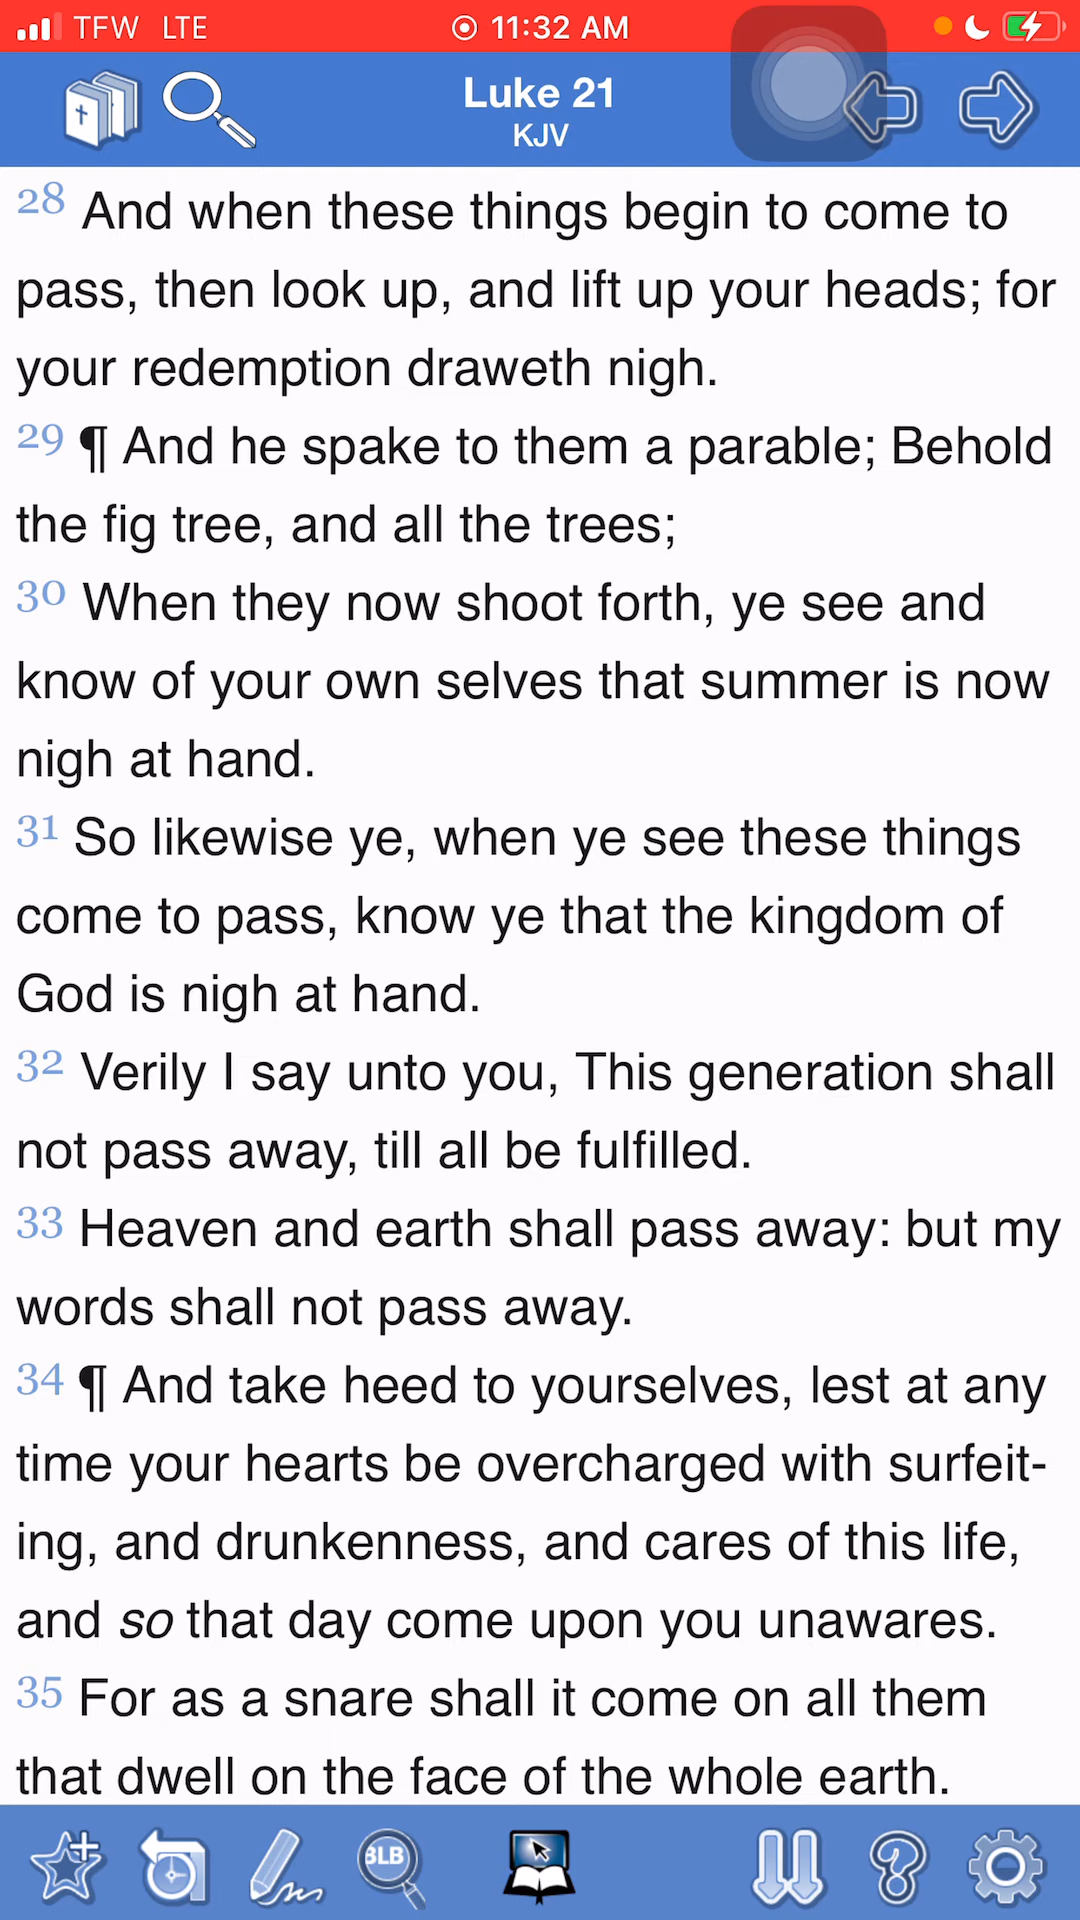 TFW LTE 11:32 AM
Luke 21
KJV
28 And when these things begin to come to
pass, then look up, and lift up your heads; for
your redemption draweth nigh.
29 ¶ And he spake to them a parable; Behold
the fig tree, and all the trees;
30 When they now shoot forth, ye see and
know of your own selves that summer is now
nigh at hand.
31 So likewise ye, when ye see these things
come to pass, know ye that the kingdom of
God is nigh at hand.
32 Verily I say unto you, This generation shall
not pass away, till all be fulfilled.
33 Heaven and earth shall pass away: but my
words shall not pass away.
34 ¶ And take heed to yourselves, lest at any
time your hearts be overcharged with surfeit-
ing, and drunkenness, and cares of this life,
and so that day come upon you unawares.
35 For as a snare shall it come on all them
that dwell on the face of the whole earth.
BLB